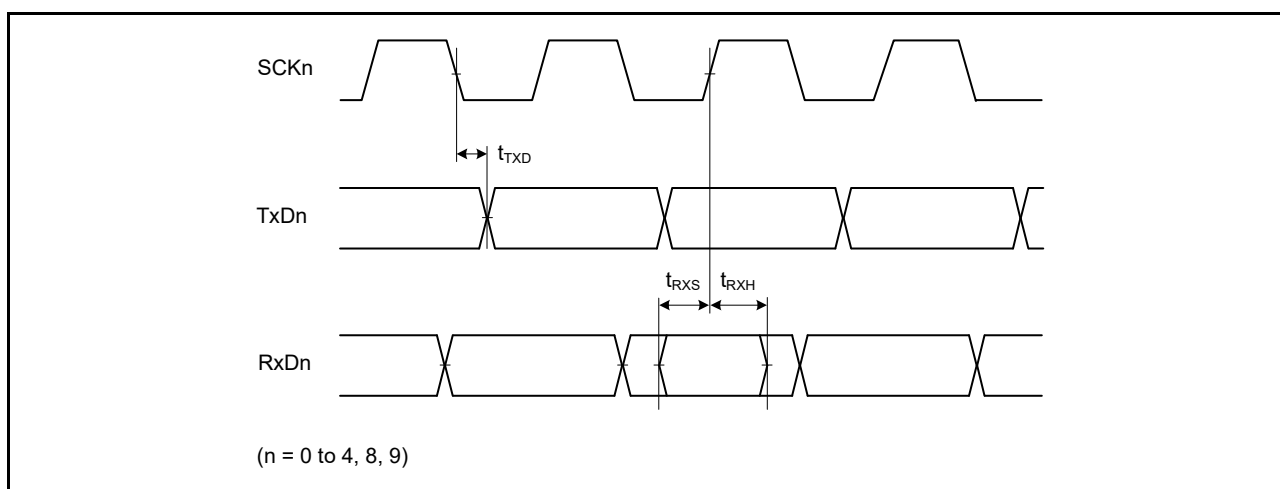 SCKn
tTXD
TxDn
tRXS tRXH
RxDn
(n = 0 to 4, 8, 9)